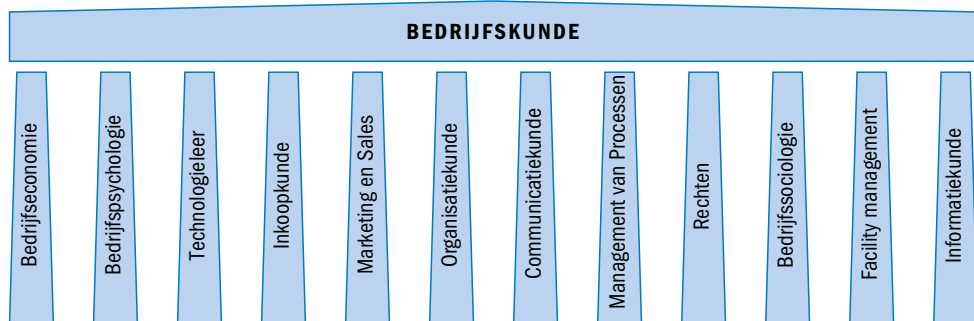 BEDRIJFSKUNDE
Bedrijfseconomie
Bedrijfspsychologie
Technologieleer
Inkoopkunde
Marketing en Sales
Organisatiekunde
Communicatiekunde
Management van Processen
Rechten
Bedrijfssociologie
Facility management
Informatiekunde